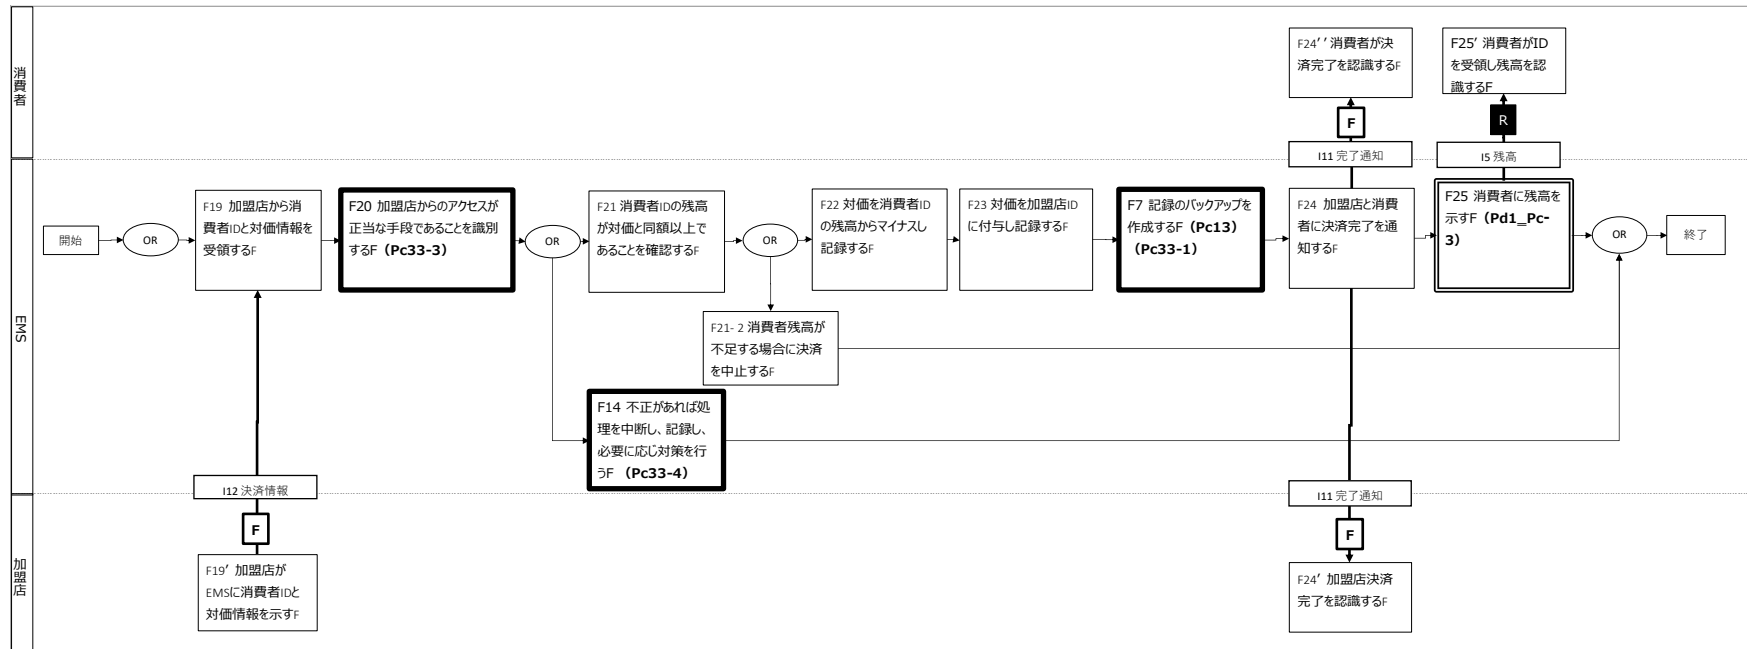 消費者
F24’’ 消費者が決
済完了を認識するF
F25’ 消費者がID
を受領し残高を認
識するF
F
R
I11 完了通知
I5 残高
EMS
開始
OR
F19 加盟店から消
費者IDと対価情報を
受領するF
F20 加盟店からのアクセスが
正当な手段であることを識別
するF（Pc33-3）
OR
F21 消費者IDの残高
が対価と同額以上で
あることを確認するF
OR
F22 対価を消費者ID
の残高からマイナスし
記録するF
F23 対価を加盟店ID
に付与し記録するF
F7 記録のバックアップを
作成するF（Pc13）
（Pc33-1）
F24 加盟店と消費
者に決済完了を通
知するF
F25 消費者に残高を
示すF（Pd1_Pc-
3）
OR
終了
F21- 2 消費者残高が
不足する場合に決済
を中止するF
F14 不正があれば処
理を中断し、記録し、
必要に応じ対策を行
うF （Pc33-4）
I12 決済情報
I11 完了通知
加盟店
F
F
F19’ 加盟店が
EMSに消費者IDと
対価情報を示すF
F24’ 加盟店決済
完了を認識するF